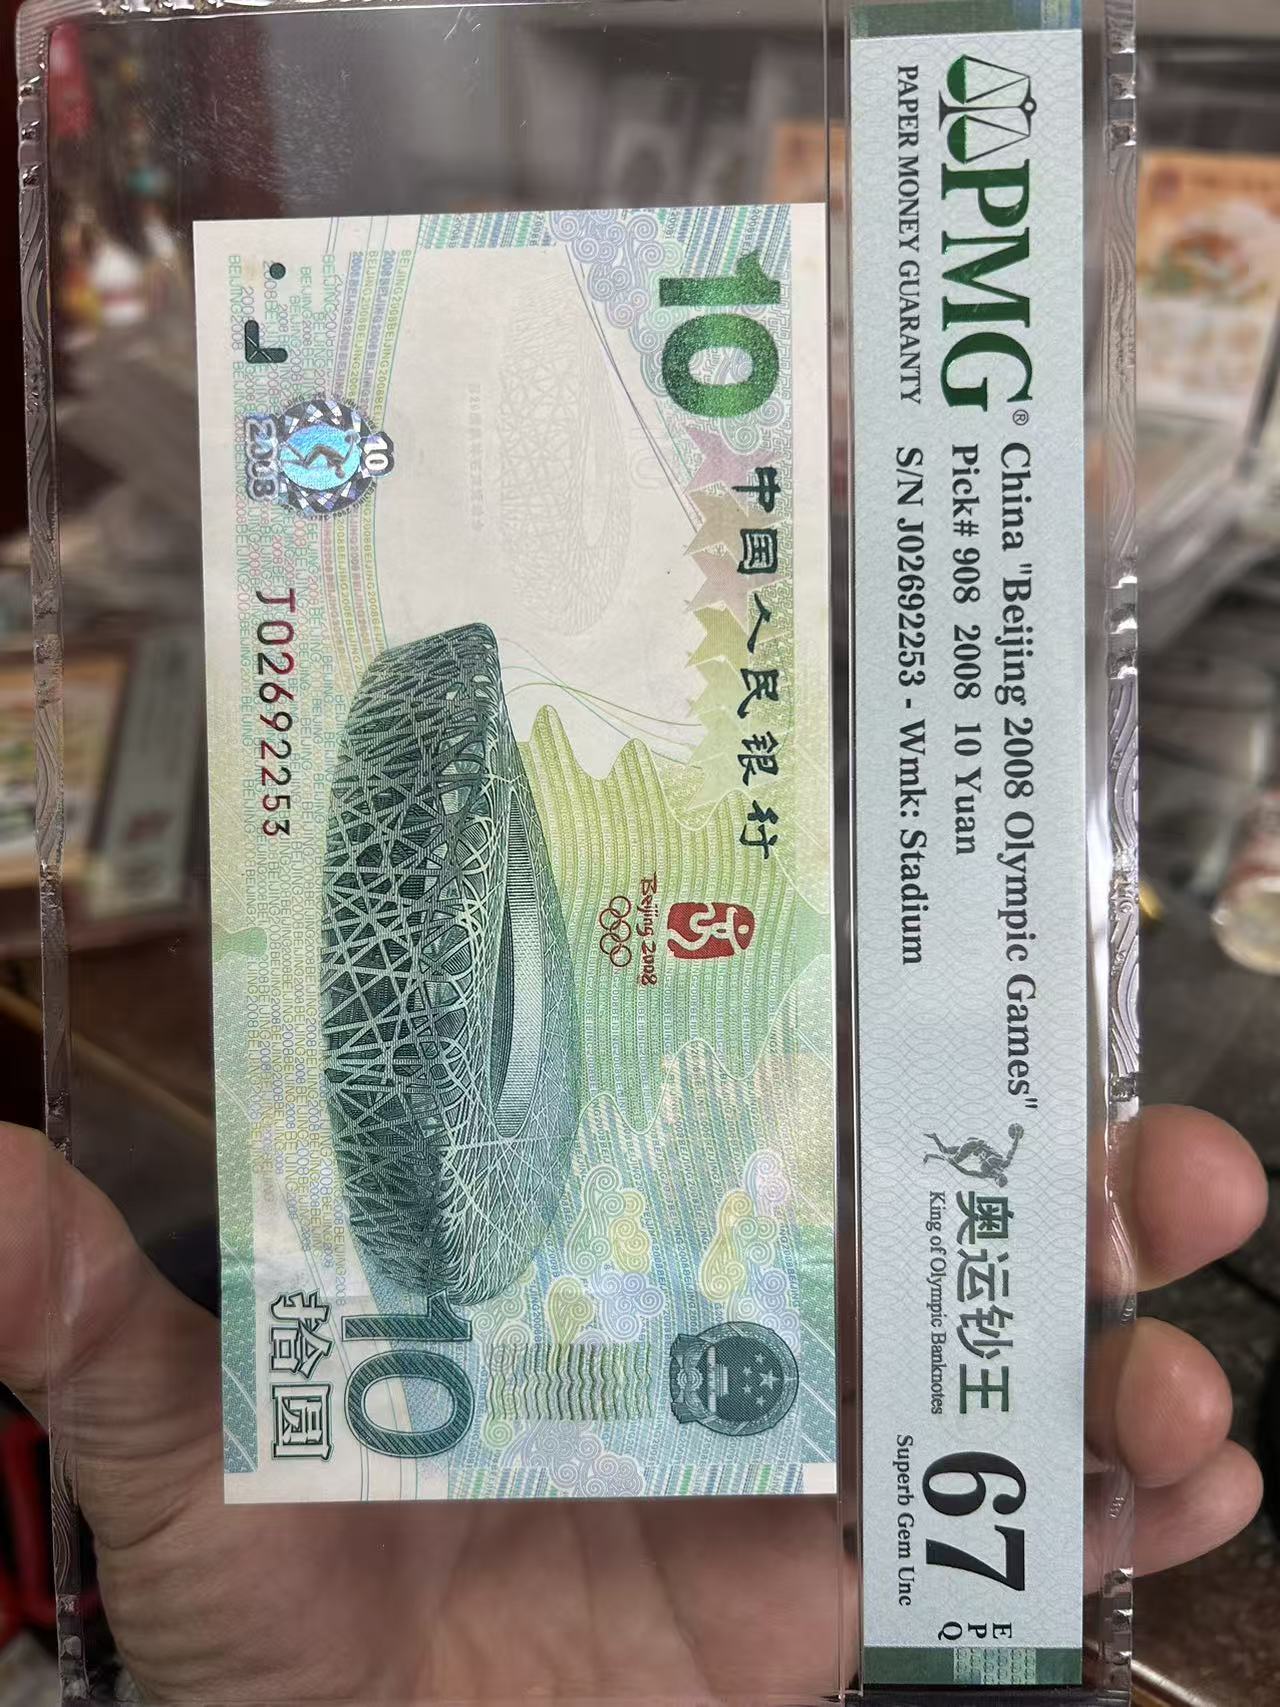 PMG®
PAPER MONEY GUARANTY
China "Beijing 2008 Olympic Games"
Pick# 908 2008 10 Yuan
S/N J02692253 - Wmk: Stadium
奥运钞王
King of Olympic Banknotes
67
EPQ
Superb Gem Unc
10
中国人民银行
Beijing 2008
10
2008
J02692253
10
拾圆